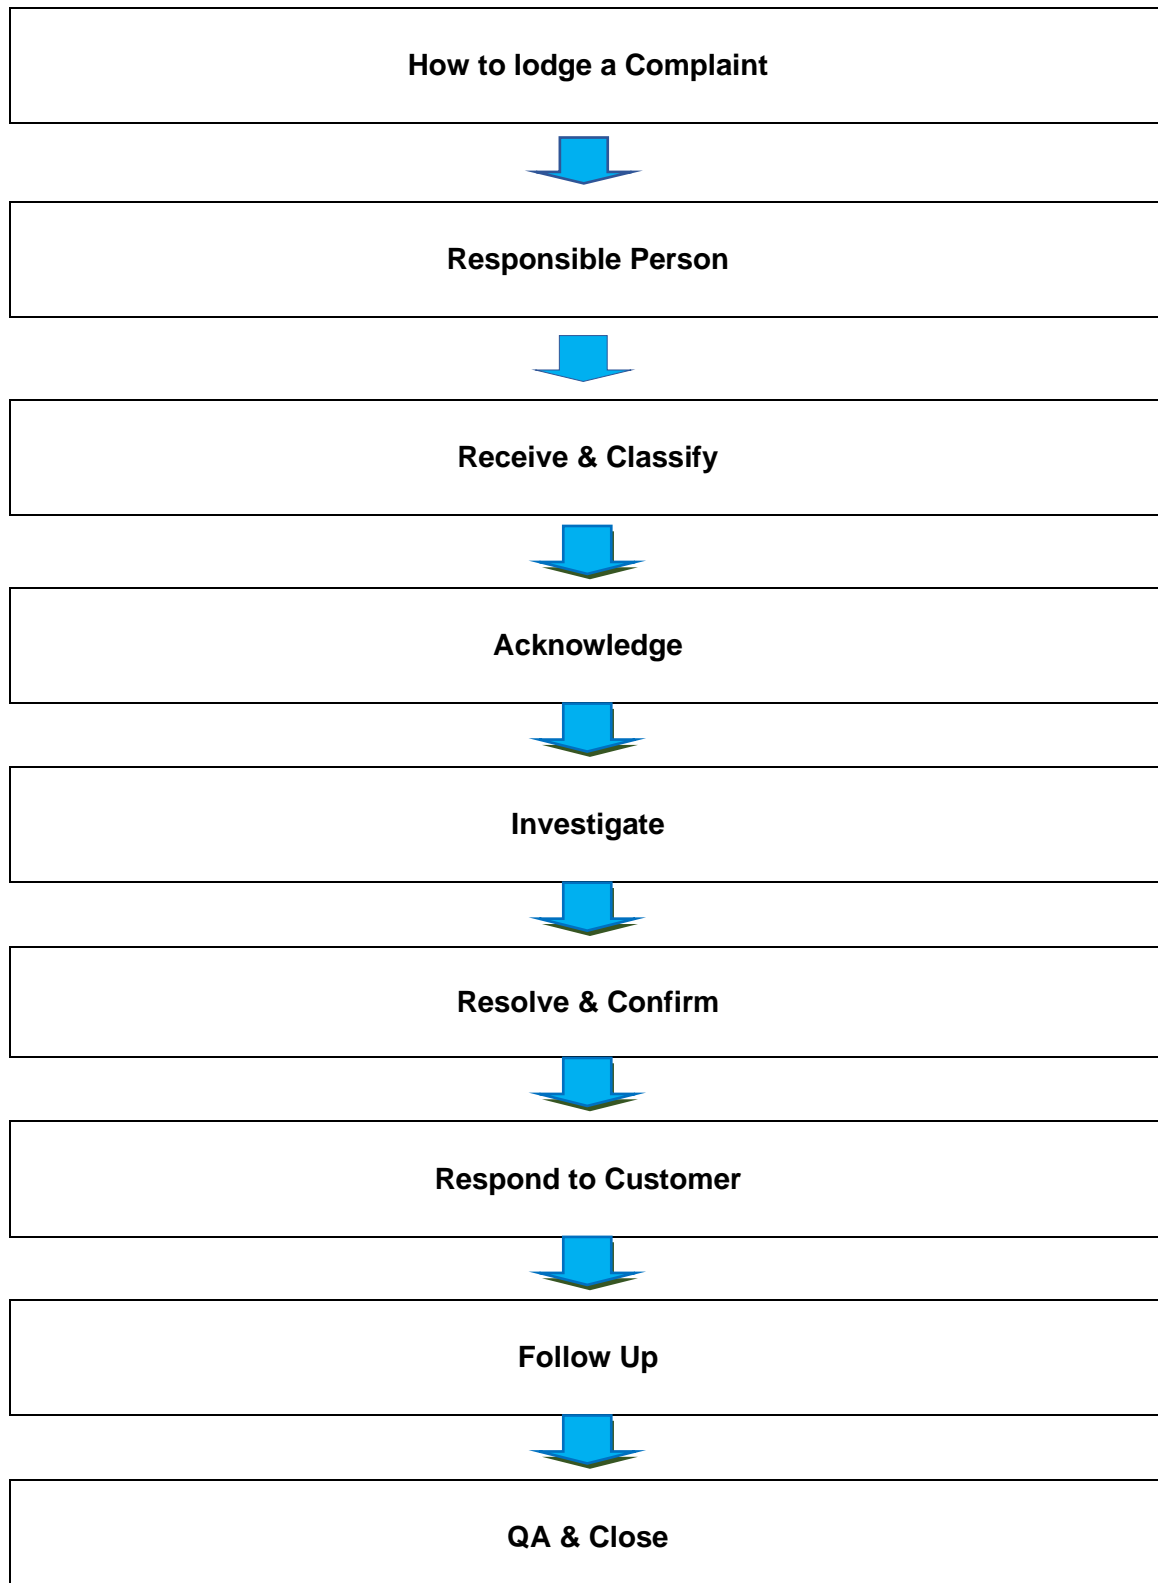 How to lodge a Complaint
Responsible Person
Receive & Classify
Acknowledge
Investigate
Resolve & Confirm
Respond to Customer
Follow Up
QA & Close